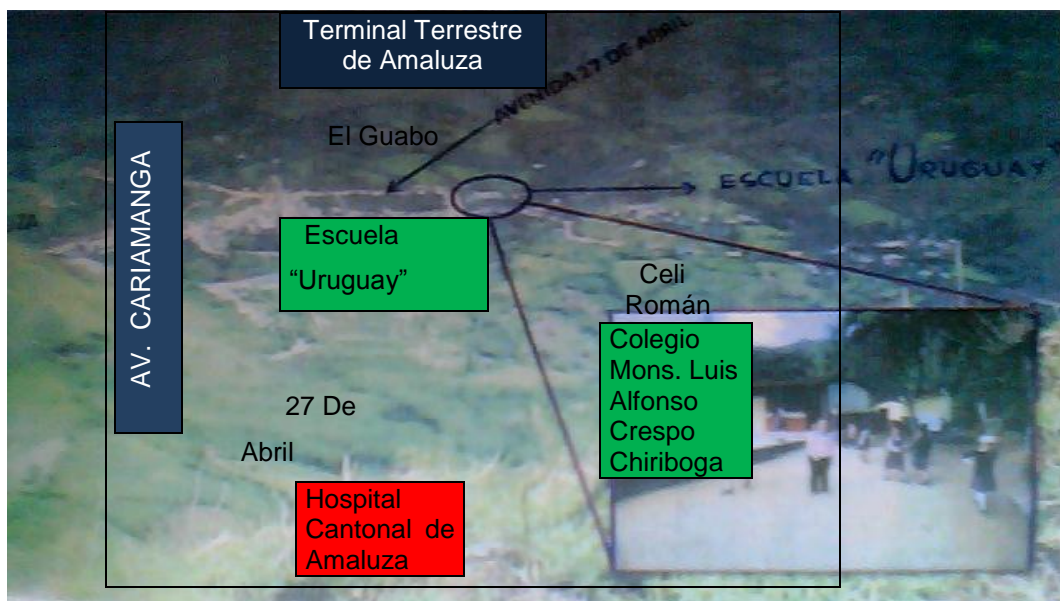 Terminal Terrestre
de Amaluza
AVENIDA 27 DE ABRIL
El Guabo
AV. CARIAMANGA
ESCUELA "URUGUAY"
Escuela
“Uruguay”
Celi
Román
Colegio
Mons. Luis
Alfonso
Crespo
Chiriboga
27 De
Abril
Hospital
Cantonal de
Amaluza